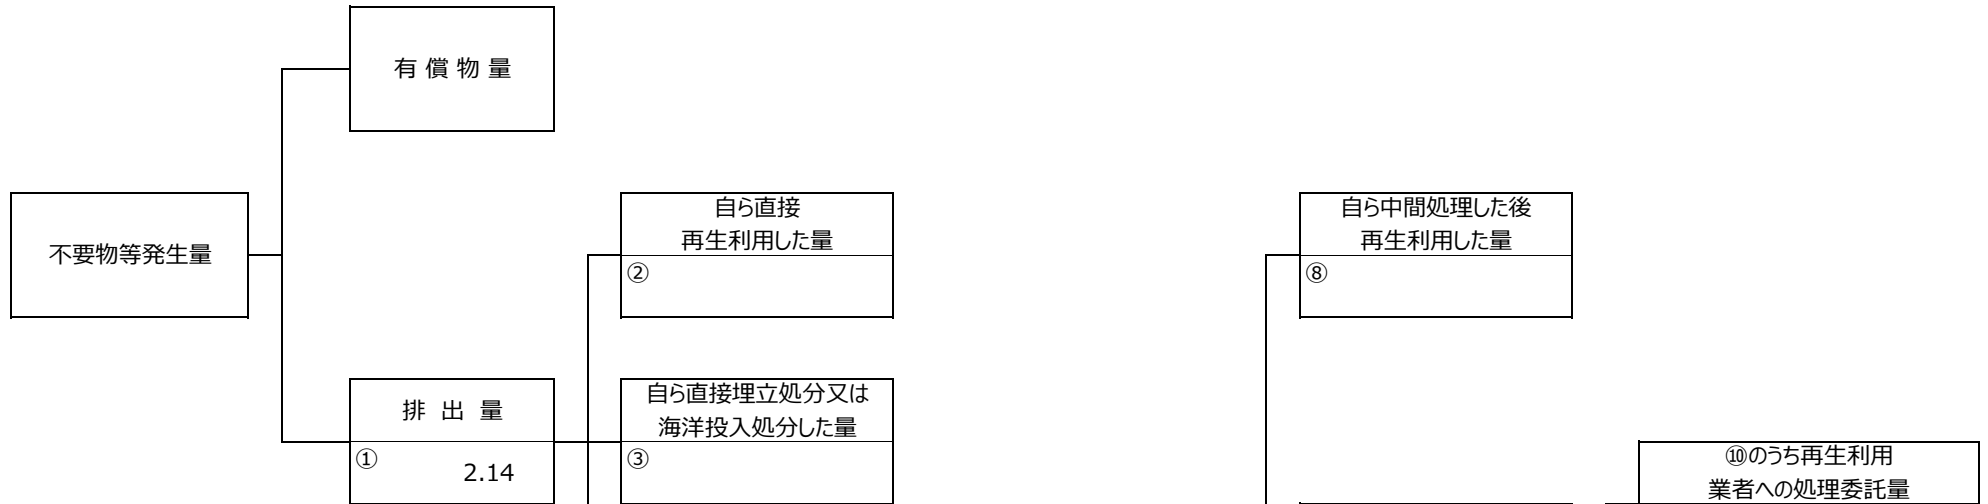 有 償 物 量
不要物等発生量
自ら直接
再生利用した量
②
自ら中間処理した後
再生利用した量
⑧
排 出 量
①
2.14
自ら直接埋立処分又は
海洋投入処分した量
③
⑩のうち再生利用
業者への処理委託量